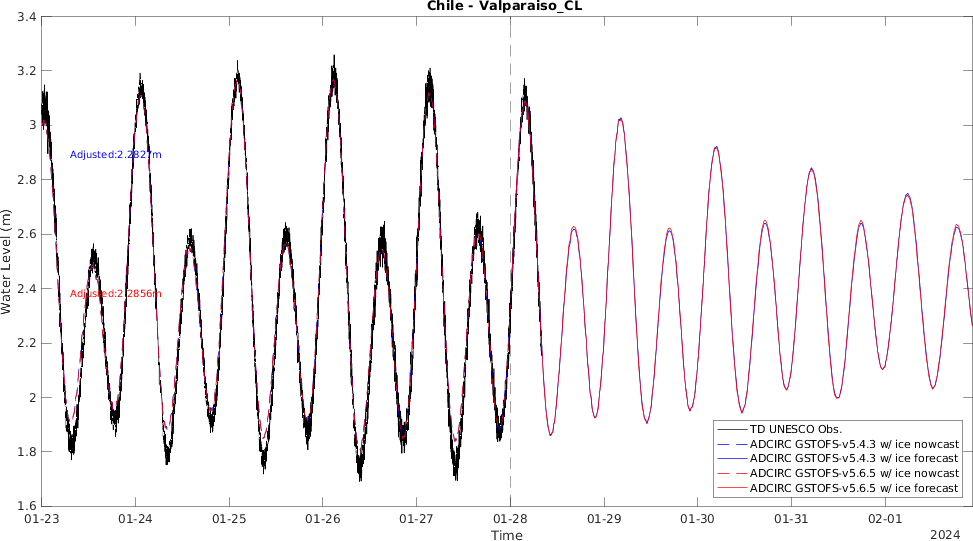 Chile - Valparaiso_CL
3.4
3.2
3
2.8
2.6
2.4
2.2
2
1.8
1.6
Water Level (m)
Adjusted:2.2827m
Adjusted:2.2856m
TD UNESCO Obs.
ADCIRC GSTOFS-v5.4.3 w/ ice nowcast
ADCIRC GSTOFS-v5.4.3 w/ ice forecast
ADCIRC GSTOFS-v5.6.5 w/ ice nowcast
ADCIRC GSTOFS-v5.6.5 w/ ice forecast
01-23 01-24 01-25 01-26 01-27 01-28 01-29 01-30 01-31 02-01
Time
2024